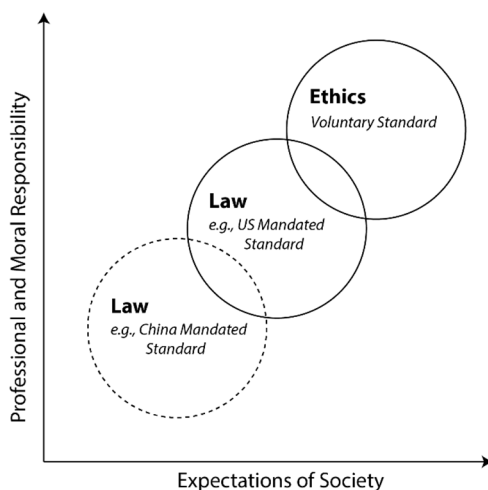 Professional and Moral Responsibility
Ethics
Voluntary Standard
Law
e.g., US Mandated
Standard
Law
e.g., China Mandated
Standard
Expectations of Society